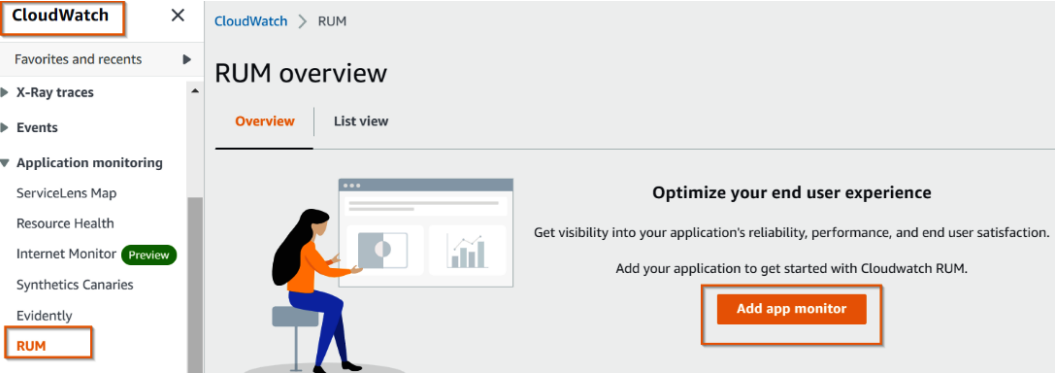 CloudWatch
Favorites and recents
X-Ray traces
Events
Application monitoring
ServiceLens Map
Resource Health
Internet Monitor Preview
Synthetics Canaries
Evidently
RUM
CloudWatch > RUM
RUM overview
Overview List view
Optimize your end user experience
Get visibility into your application's reliability, performance, and end user satisfaction.
Add your application to get started with Cloudwatch RUM.
Add app monitor